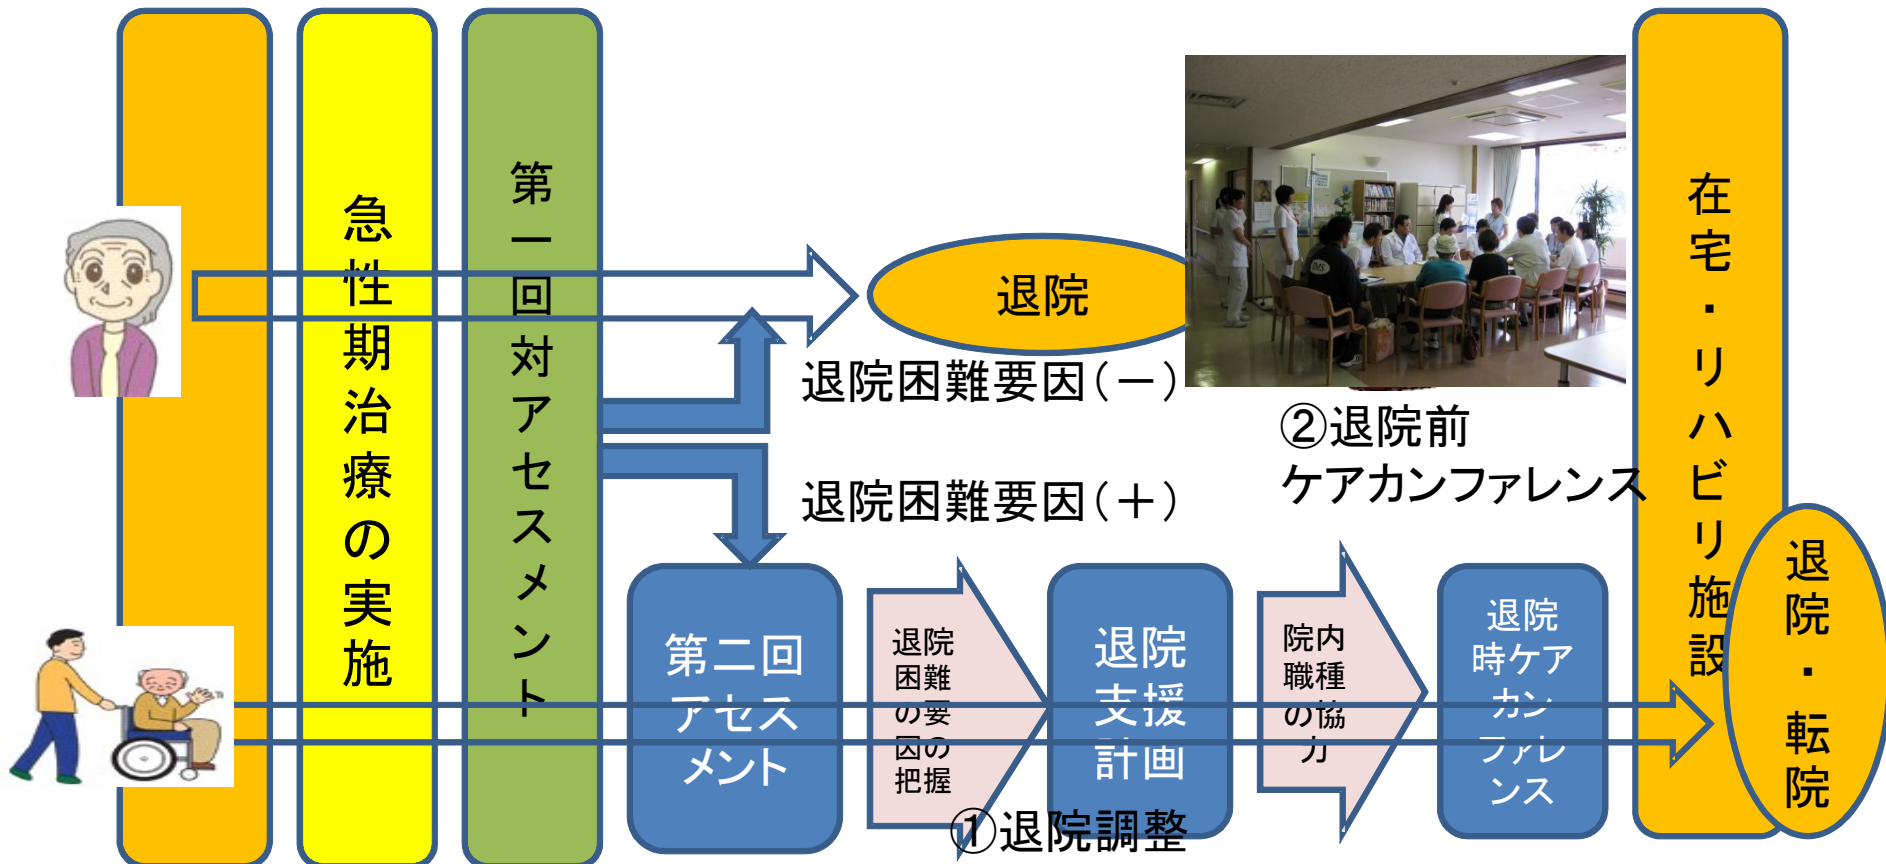 急性期治療の実施
第一回対アセスメント
退院
退院困難要因（－）
退院困難要因（＋）
②退院前
ケアカンファレンス
在宅・リハビリ施設
第二回
アセス
メント
退院
困難
の要
因の
把握
退院
支援
計画
院内
職種
の協
力
退院
時ケア
カン
ファレ
ンス
退院・転院
①退院調整